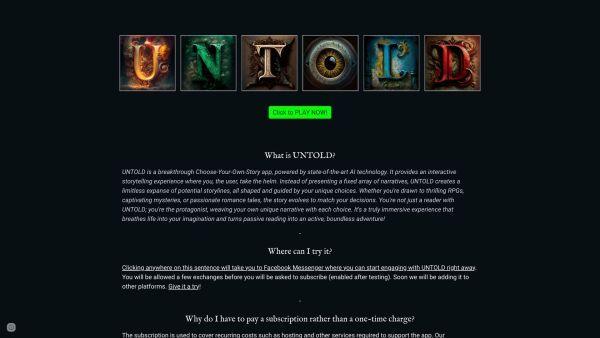 UNTOLD
Click to PLAY NOW!
What is UNTOLD?
UNTOLD is a breakthrough Choose-Your-Own-Story app, powered by state-of-the-art AI technology. It provides an interactive
storytelling experience where you, the user, take the helm. Instead of presenting a fixed array of narratives, UNTOLD creates a
limitless expanse of potential storylines, all shaped and guided by your unique choices. Whether you're drawn to thrilling RPGs,
captivating mysteries, or passionate romance tales, the story evolves to match your decisions. You're not just a reader with
UNTOLD; you're the protagonist, weaving your own unique narrative with each choice. It's a truly immersive experience that
breathes life into your imagination and turns passive reading into an active, boundless adventure!
-
Where can I try it?
Clicking anywhere on this sentence will take you to Facebook Messenger where you can start engaging with UNTOLD right away.
You will be allowed a few exchanges before you will be asked to subscribe (enabled after testing). Soon we will be adding it to
other platforms. Give it a try!
-
Why do I have to pay a subscription rather than a one-time charge?
The subscription is used to cover recurring costs such as hosting and other services required to support the app. Our